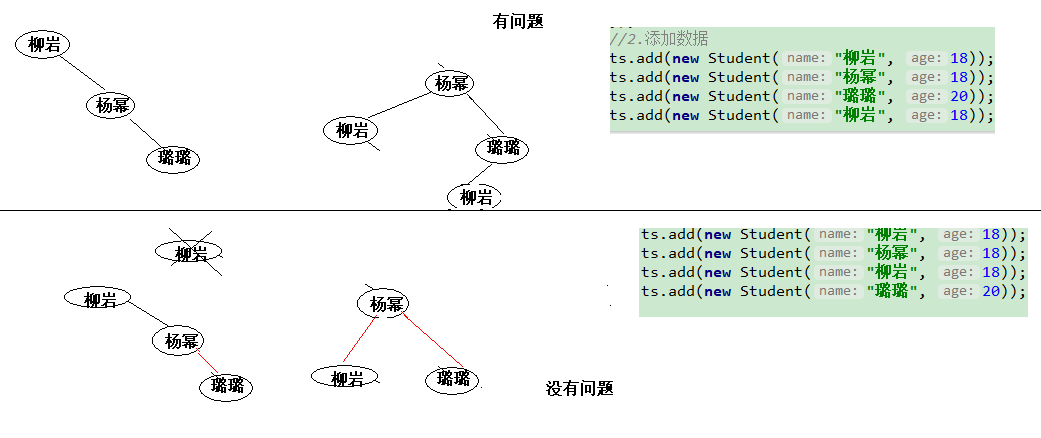 有问题
柳岩
杨幂
璐璐
杨幂
柳岩
璐璐
柳岩
//2.添加数据
ts.add(new Student( name: "柳岩", age: 18));
ts.add(new Student( name: "杨幂", age: 18));
ts.add(new Student( name: "璐璐", age: 20));
ts.add(new Student( name: "柳岩", age: 18));
柳岩
柳岩
杨幂
璐璐
杨幂
柳岩
璐璐
没有问题
ts.add(new Student( name: "柳岩", age: 18));
ts.add(new Student( name: "杨幂", age: 18));
ts.add(new Student( name: "柳岩", age: 18));
ts.add(new Student( name: "璐璐", age: 20));